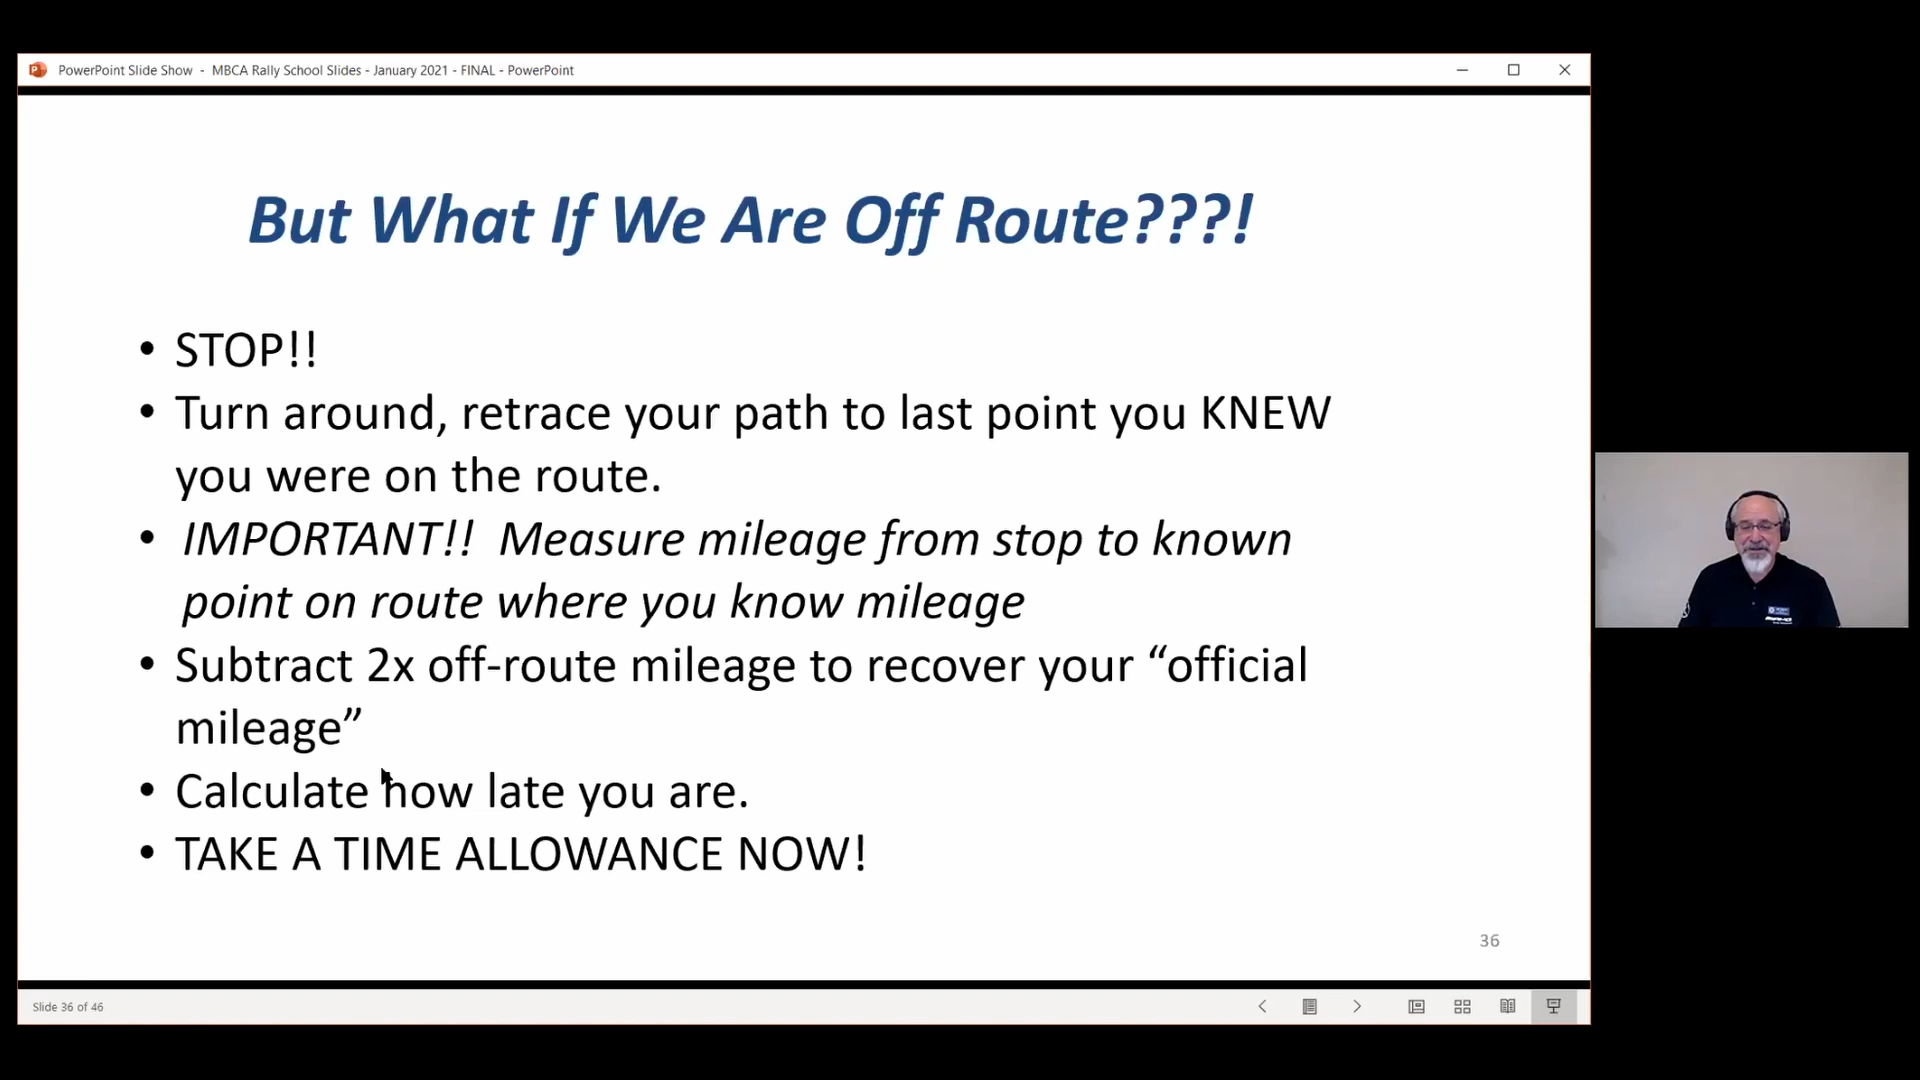 PowerPoint Slide Show - MBCA Rally School Slides - January 2021 - FINAL - PowerPoint
But What If We Are Off Route???!
• STOP!!
• Turn around, retrace your path to last point you KNEW
you were on the route.
• IMPORTANT!! Measure mileage from stop to known
point on route where you know mileage
• Subtract 2x off-route mileage to recover your “official
mileage”
• Calculate how late you are.
• TAKE A TIME ALLOWANCE NOW!
36
Slide 36 of 46